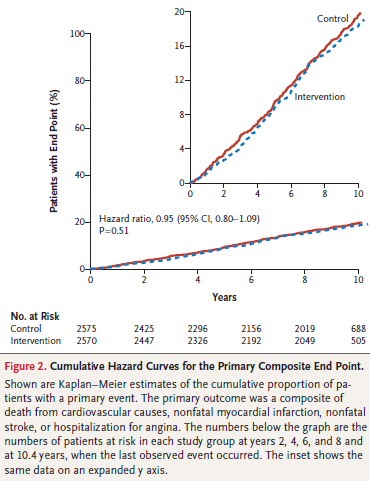 20
16
12
8
4
0
0 2 4 6 8 10
Control
Intervention
100
80
60
40
20
0
Patients with End Point (%)
Hazard ratio, 0.95 (95% CI, 0.80–1.09)
P=0.51
0 2 4 6 8 10
Years
No. at Risk
Control 2575 2425 2296 2156 2019 688
Intervention 2570 2447 2326 2192 2049 505
Figure 2. Cumulative Hazard Curves for the Primary Composite End Point.
Shown are Kaplan–Meier estimates of the cumulative proportion of pa-
tients with a primary event. The primary outcome was a composite of
death from cardiovascular causes, nonfatal myocardial infarction, nonfatal
stroke, or hospitalization for angina. The numbers below the graph are the
numbers of patients at risk in each study group at years 2, 4, 6, and 8 and
at 10.4 years, when the last observed event occurred. The inset shows the
same data on an expanded y axis.